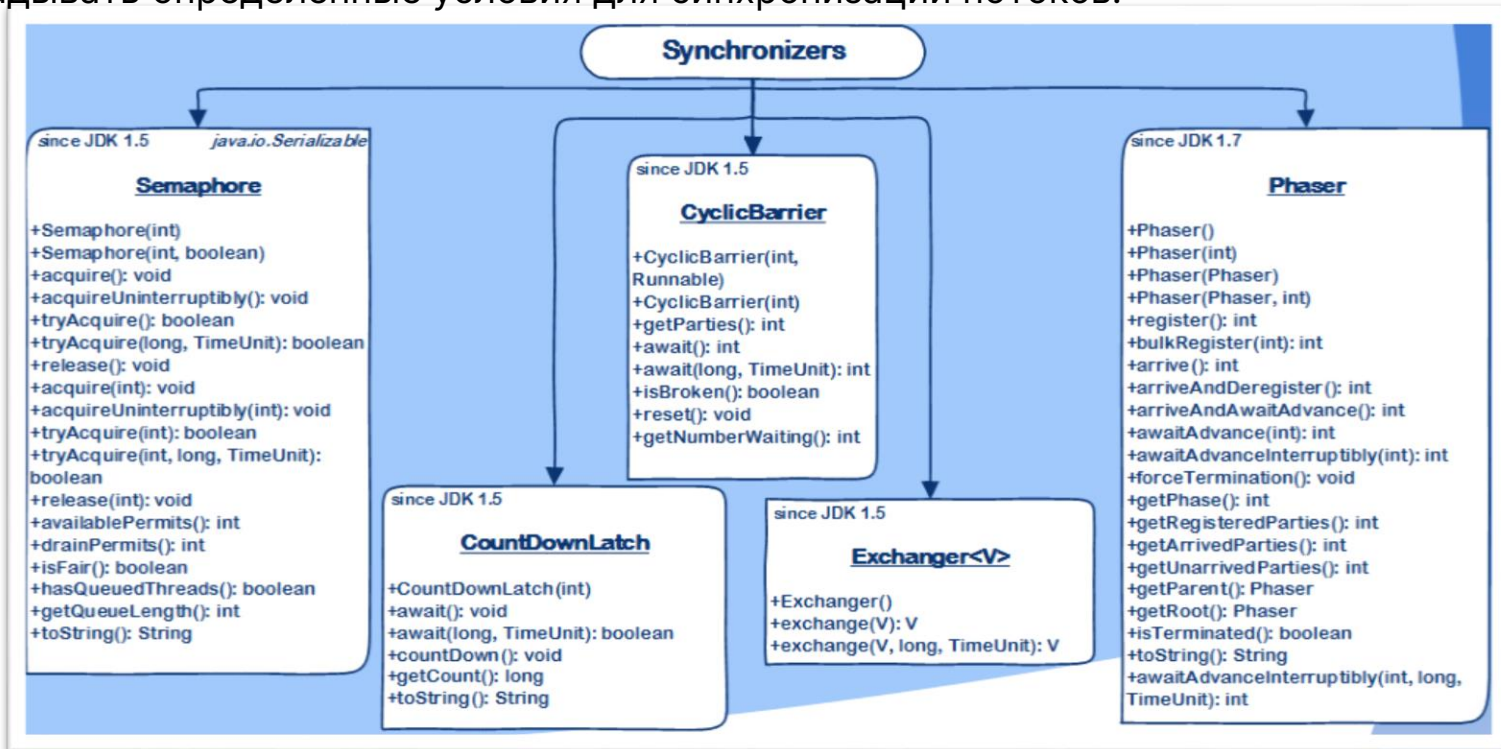 определенные условия для синхронизации потоков.
Synchronizers
since JDK 1.5 java.io.Serializable
Semaphore
+Semaphore(int)
+Semaphore(int, boolean)
+acquire(): void
+acquireUninterruptibly(): void
+tryAcquire(): boolean
+tryAcquire(long, TimeUnit): boolean
+release(): void
+acquire(int): void
+acquireUninterruptibly(int): void
+tryAcquire(int): boolean
+tryAcquire(int, long, TimeUnit):
boolean
+release(int): void
+availablePermits(): int
+drainPermits(): int
+isFair(): boolean
+hasQueuedThreads(): boolean
+getQueueLength(): int
+toString(): String
since JDK 1.5
CyclicBarrier
+CyclicBarrier(int,
Runnable)
+CyclicBarrier(int)
+getParties(): int
+await(): int
+await(long, TimeUnit): int
+isBroken(): boolean
+reset(): void
+getNumberWaiting(): int
since JDK 1.5
CountDownLatch
+CountDownLatch(int)
+await(): void
+await(long, TimeUnit): boolean
+countDown(): void
+getCount(): long
+toString(): String
since JDK 1.5
Exchanger<V>
+Exchanger()
+exchange(V): V
+exchange(V, long, TimeUnit): V
since JDK 1.7
Phaser
+Phaser()
+Phaser(int)
+Phaser(Phaser)
+Phaser(Phaser, int)
+register(): int
+bulkRegister(int): int
+arrive(): int
+arriveAndDeregister(): int
+arriveAndAwaitAdvance(): int
+awaitAdvance(int): int
+awaitAdvanceInterruptibly(int): int
+forceTermination(): void
+getPhase(): int
+getRegisteredParties(): int
+getArrivedParties(): int
+getUnarrivedParties(): int
+getParent(): Phaser
+getRoot(): Phaser
+isTerminated(): boolean
+toString(): String
+awaitAdvanceInterruptibly(int, long,
TimeUnit): int